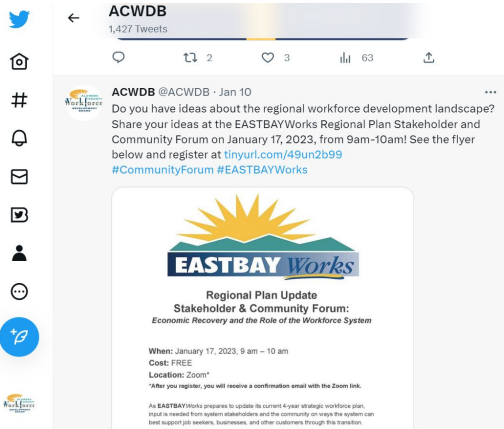 ACWDB
1,427 Tweets
2
3
63
ACWDB @ACWDB · Jan 10
Do you have ideas about the regional workforce development landscape?
Share your ideas at the EASTBAYWorks Regional Plan Stakeholder and
Community Forum on January 17, 2023, from 9am-10am! See the flyer
below and register at tinyurl.com/49un2b99
#CommunityForum #EASTBAYWorks
EASTBAY Works
Regional Plan Update
Stakeholder & Community Forum:
Economic Recovery and the Role of the Workforce System
When: January 17, 2023, 9 am – 10 am
Cost: FREE
Location: Zoom*
*After you register, you will receive a confirmation email with the Zoom link.
As EASTBAYWorks prepares to update its current 4-year strategic workforce plan,
input is needed from system stakeholders and the community on ways the system can
best support job seekers, businesses, and other customers through this transition.